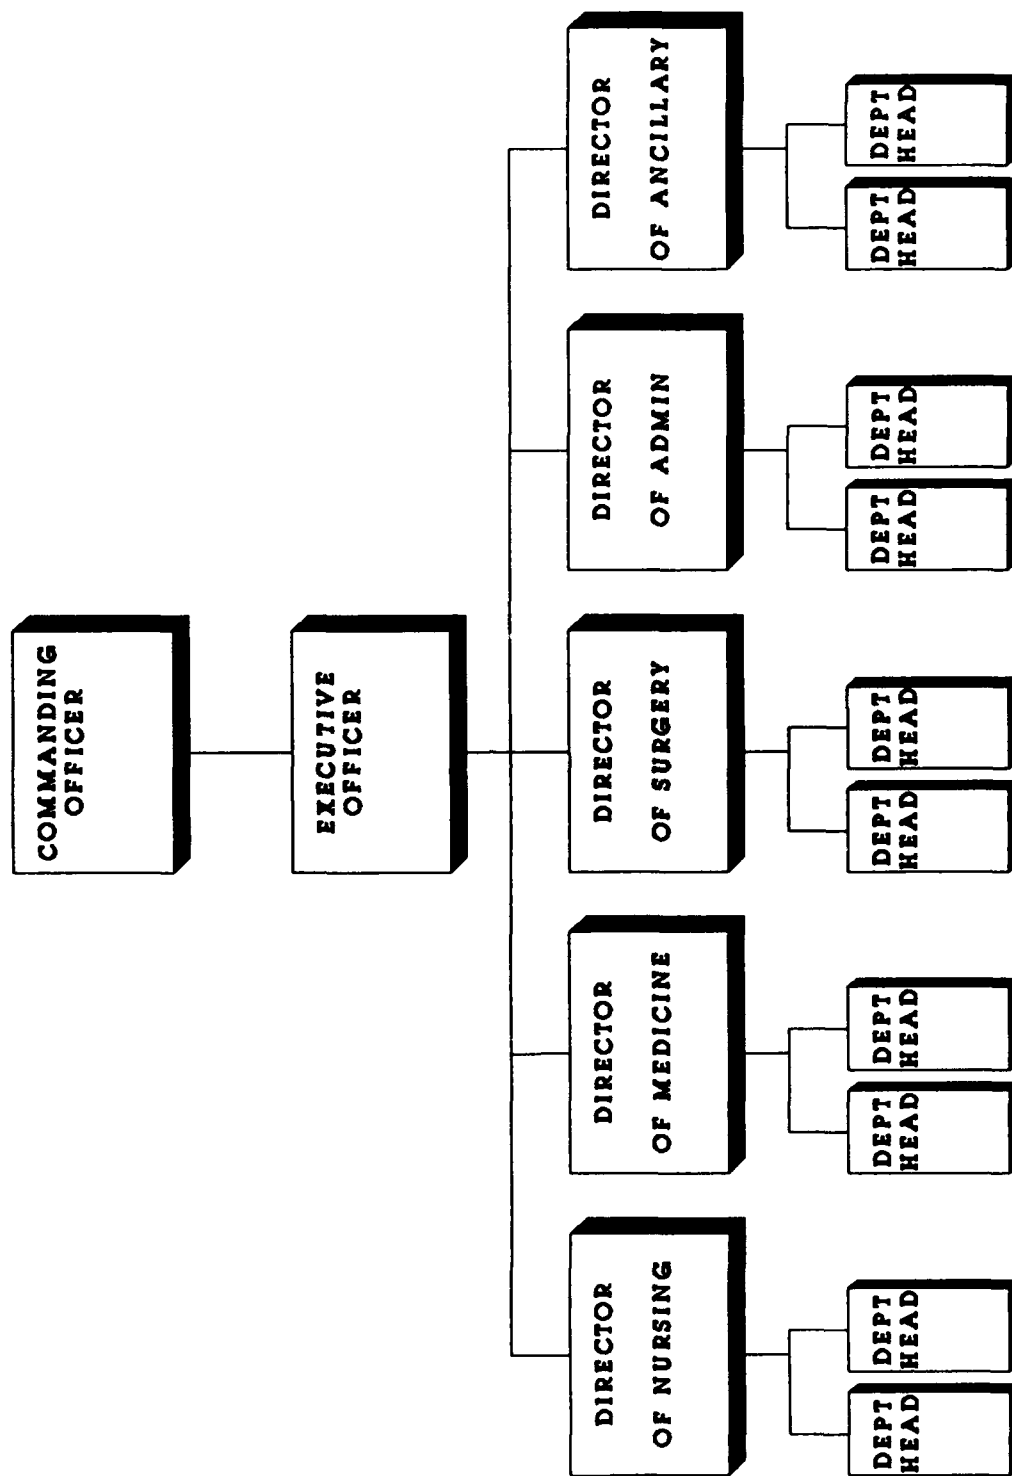 COMMANDING
OFFICER
EXECUTIVE
OFFICER
DIRECTOR
OF NURSING
DIRECTOR
OF MEDICINE
DIRECTOR
OF SURGERY
DIRECTOR
OF ADMIN
DIRECTOR
OF ANCILLARY
DEPT
HEAD
DEPT
HEAD
DEPT
HEAD
DEPT
HEAD
DEPT
HEAD
DEPT
HEAD
DEPT
HEAD
DEPT
HEAD
DEPT
HEAD
DEPT
HEAD